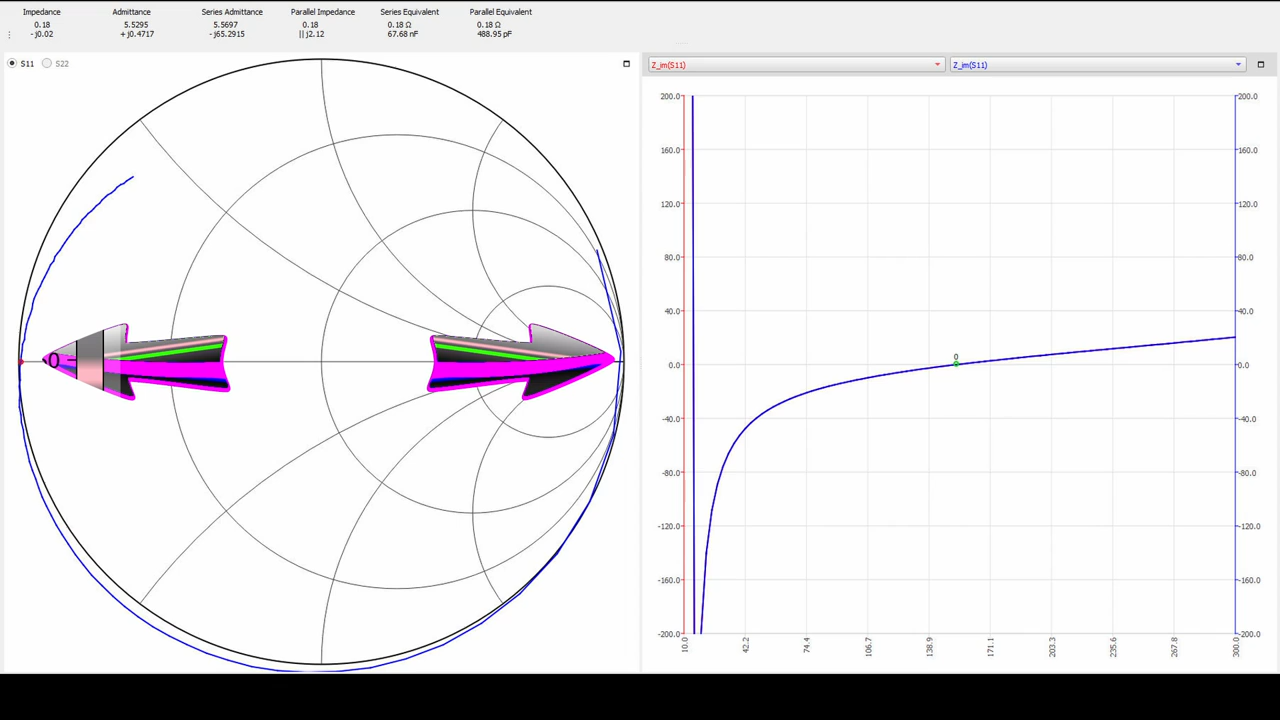 Impedance Admittance Series Admittance Parallel Impedance Series Equivalent Parallel Equivalent
0.18 5.5295 5.5697 0.18 0.18 Ω 0.18 Ω
- j0.02 + j0.4717 - j65.2915 || j2.12 67.68 nF 488.95 pF
S11 S22
Z_im(S11) Z_im(S11)
200.0 200.0
160.0 160.0
120.0 120.0
80.0 80.0
40.0 40.0
0
0.0 0.0
0
-40.0 -40.0
-80.0 -80.0
-120.0 -120.0
-160.0 -160.0
-200.0 -200.0
10.0 42.2 74.4 106.7 138.9 171.1 203.3 235.6 267.8 300.0